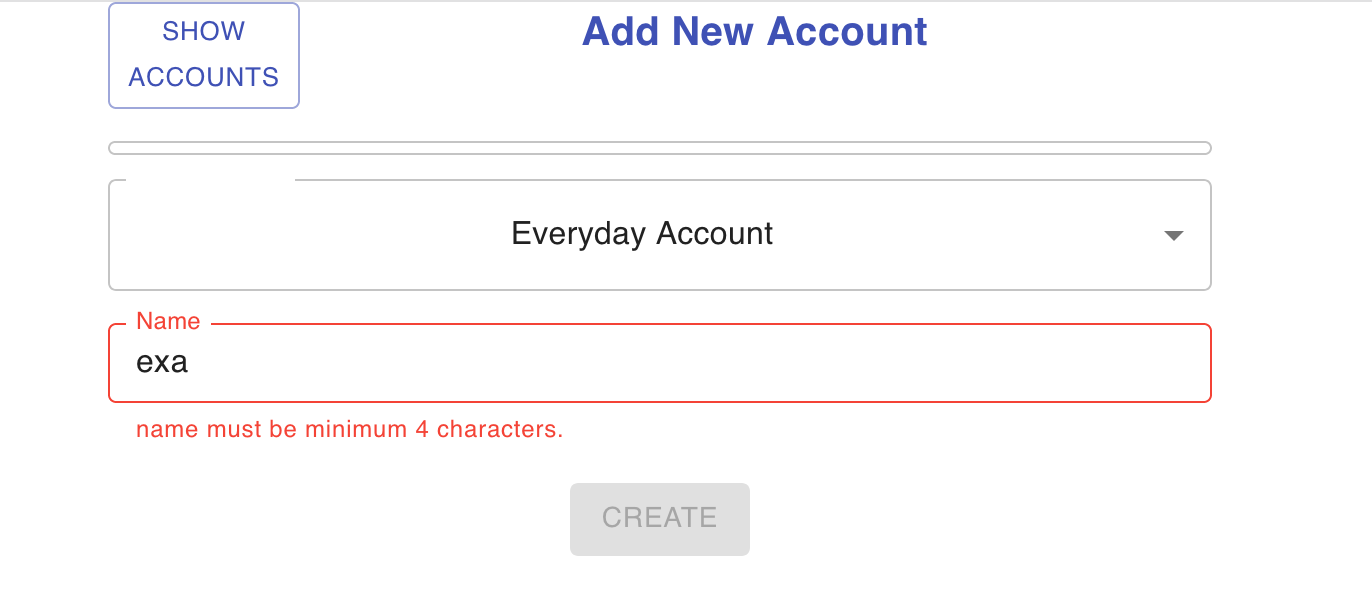 SHOW
ACCOUNTS
Add New Account
Everyday Account
Name
exa
name must be minimum 4 characters.
CREATE